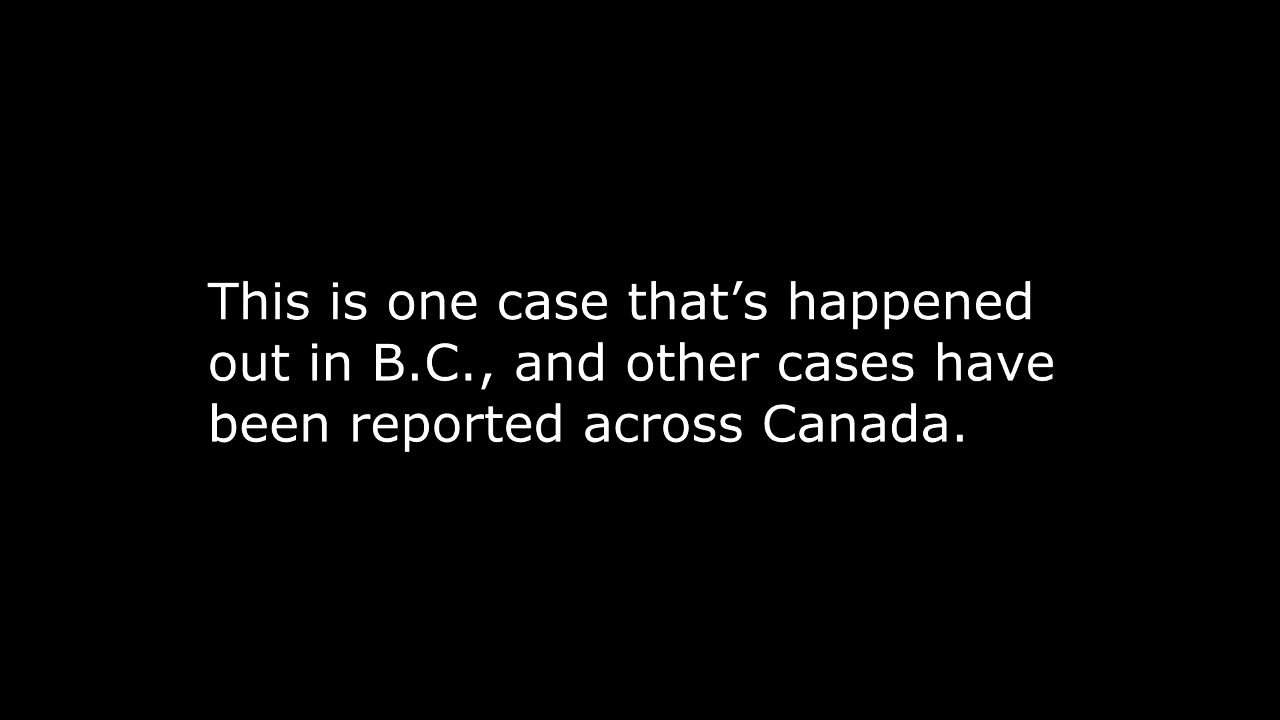 This is one case that’s happened
out in B.C., and other cases have
been reported across Canada.